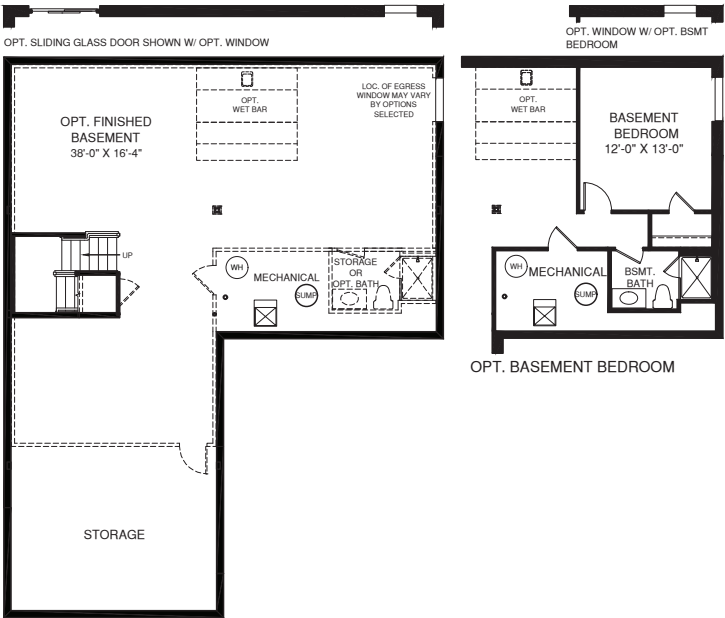 OPT. SLIDING GLASS DOOR SHOWN W/ OPT. WINDOW
OPT. WINDOW W/ OPT. BSMT
BEDROOM
OPT. FINISHED
BASEMENT
38'-0" X 16'-4"
OPT.
WET BAR
LOC. OF EGRESS
WINDOW MAY VARY
BY OPTIONS
SELECTED
UP
WH
MECHANICAL
SUMP
STORAGE
OR
OPT. BATH
STORAGE
OPT.
WET BAR
BASEMENT
BEDROOM
12'-0" X 13'-0"
WH
MECHANICAL
SUMP
BSMT.
BATH
OPT. BASEMENT BEDROOM